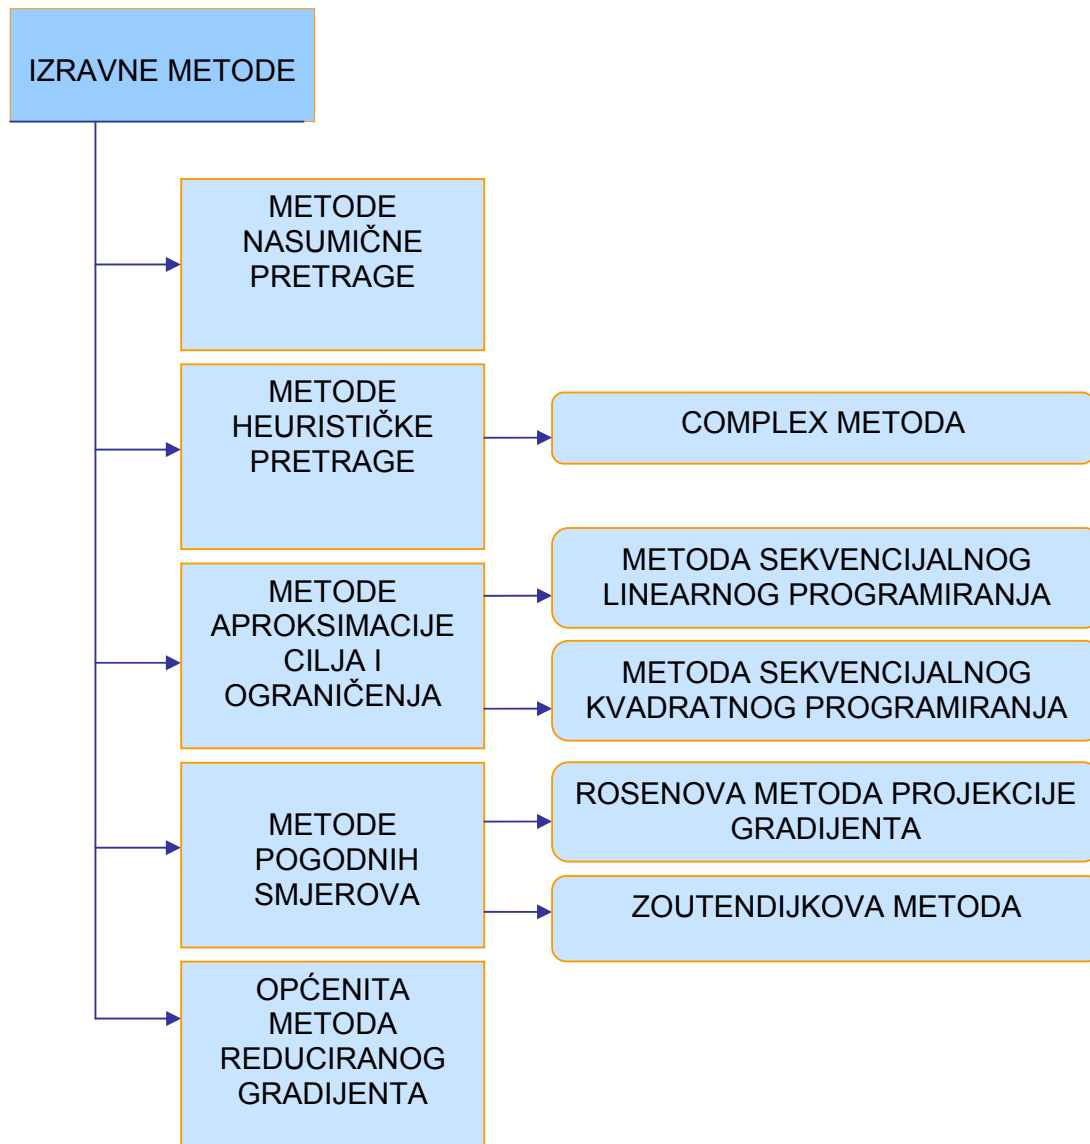 IZRAVNE METODE
METODE
NASUMIČNE
PRETRAGE
METODE
HEURISTIČKE
PRETRAGE
COMPLEX METODA
METODE
APROKSIMACIJE
CILJA I
OGRANIČENJA
METODA SEKVENCIJALNOG
LINEARNOG PROGRAMIRANJA
METODA SEKVENCIJALNOG
KVADRATNOG PROGRAMIRANJA
METODE
POGODNIH
SMJEROVA
ROSENOVA METODA PROJEKCIJE
GRADIJENTA
ZOUTENDIJKOVA METODA
OPĆENITA
METODA
REDUCIRANOG
GRADIJENTA